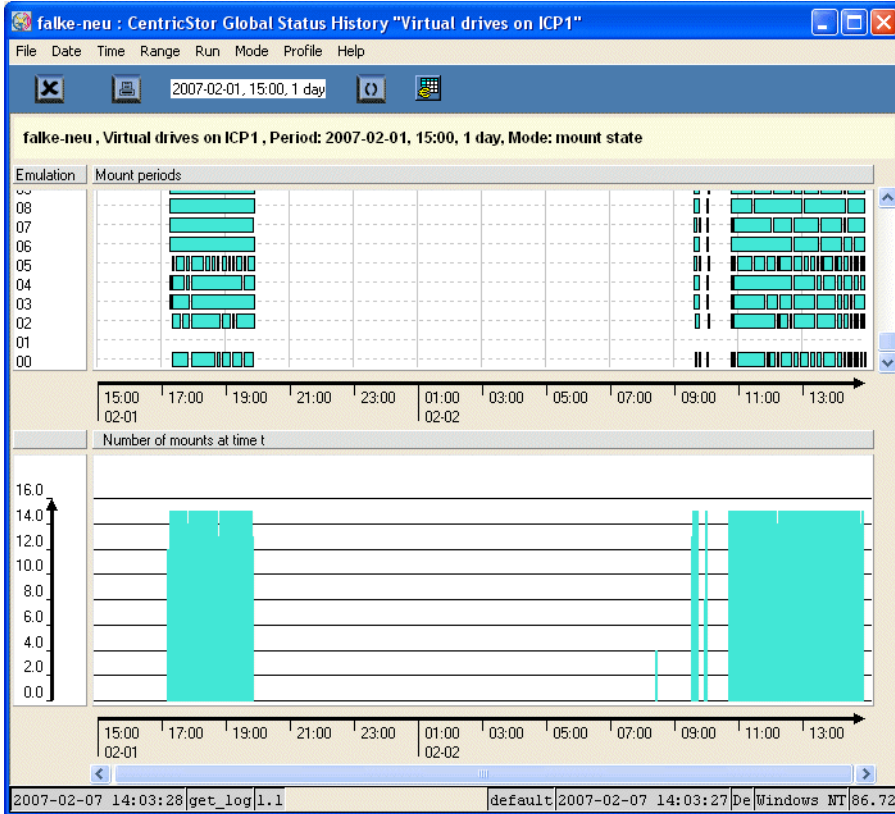 falke-neu : CentricStor Global Status History "Virtual drives on ICP1"
File Date Time Range Run Mode Profile Help
2007-02-01, 15:00, 1 day
falke-neu , Virtual drives on ICP1 , Period: 2007-02-01, 15:00, 1 day, Mode: mount state
Emulation Mount periods
08
07
06
05
04
03
02
01
00
15:00 17:00 19:00 21:00 23:00 01:00 03:00 05:00 07:00 09:00 11:00 13:00
02-01 02-02
Number of mounts at time t
16.0
14.0
12.0
10.0
8.0
6.0
4.0
2.0
0.0
15:00 17:00 19:00 21:00 23:00 01:00 03:00 05:00 07:00 09:00 11:00 13:00
02-01 02-02
2007-02-07 14:03:28 get_log 1.1 default 2007-02-07 14:03:27 De Windows NT 86.72